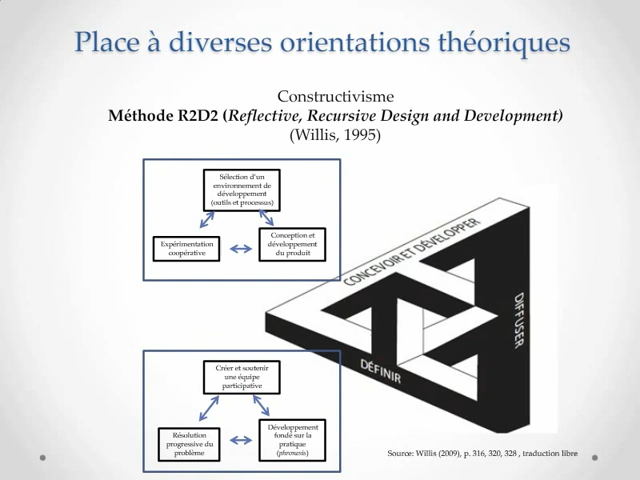 Place à diverses orientations théoriques
Constructivisme
Méthode R2D2 (Reflective, Recursive Design and Development)
(Willis, 1995)
Sélection d'un
environnement de
développement
(outils et processus)
Expérimentation
coopérative
Conception et
développement
du produit
CONCEVOIR ET DÉVELOPPER
DIFFUSER
DÉFINIR
Créer et soutenir
une équipe
participative
Résolution
progressive du
problème
Développement
fondé sur la
pratique
(phronesis)
Source: Willis (2009), p. 316, 320, 328 , traduction libre